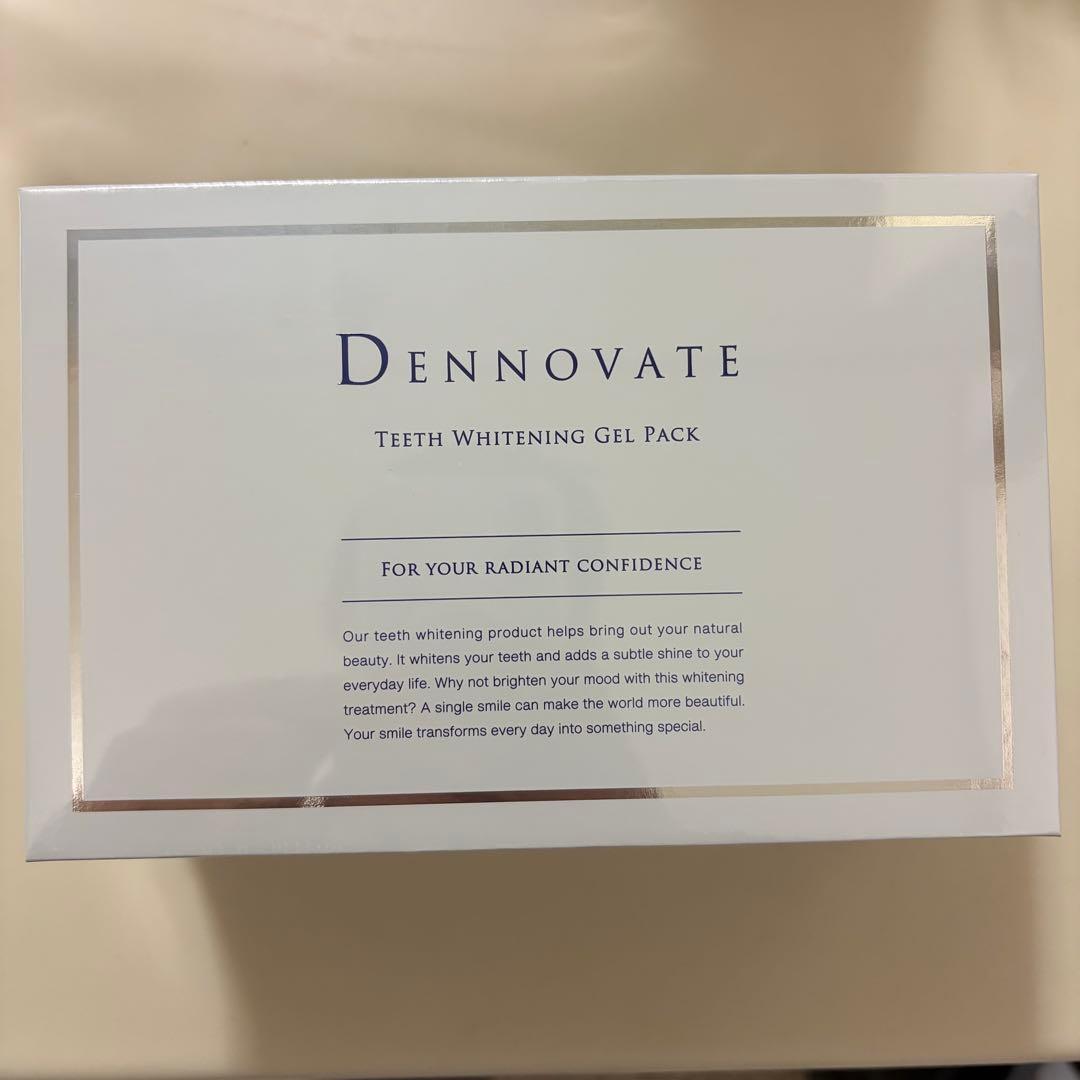 DENNOVATE
TEETH WHITENING GEL PACK
FOR YOUR RADIANT CONFIDENCE
Our teeth whitening product helps bring out your natural
beauty. It whitens your teeth and adds a subtle shine to your
everyday life. Why not brighten your mood with this whitening
treatment? A single smile can make the world more beautiful.
Your smile transforms every day into something special.